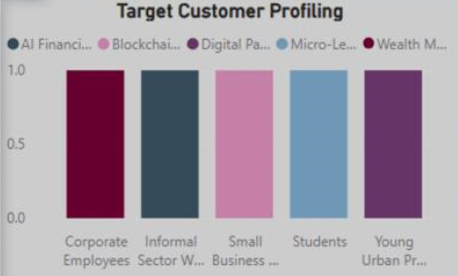 Target Customer Profiling
AI Financi... Blockchai... Digital Pa... Micro-Le... Wealth M...
1.0
0.5
0.0
Corporate Informal Small Students Young
Employees Sector W... Business ... Urban Pr...